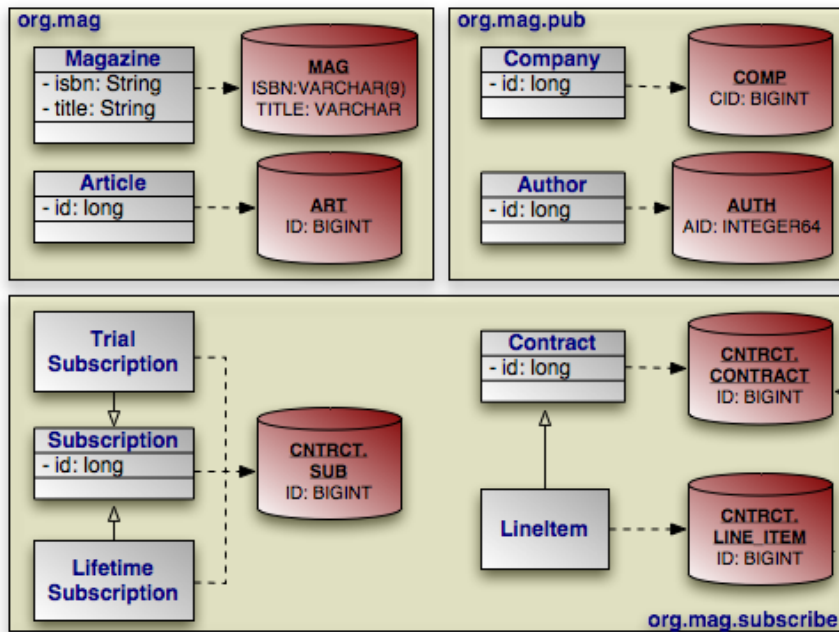 org.mag
Magazine
- isbn: String
- title: String
MAG
ISBN:VARCHAR(9)
TITLE: VARCHAR
Article
- id: long
ART
ID: BIGINT
org.mag.pub
Company
- id: long
COMP
CID: BIGINT
Author
- id: long
AUTH
AID: INTEGER64
Trial
Subscription
Subscription
- id: long
Lifetime
Subscription
CNTRCT.
SUB
ID: BIGINT
Contract
- id: long
CNTRCT.
CONTRACT
ID: BIGINT
LineItem
CNTRCT.
LINE_ITEM
ID: BIGINT
org.mag.subscribe